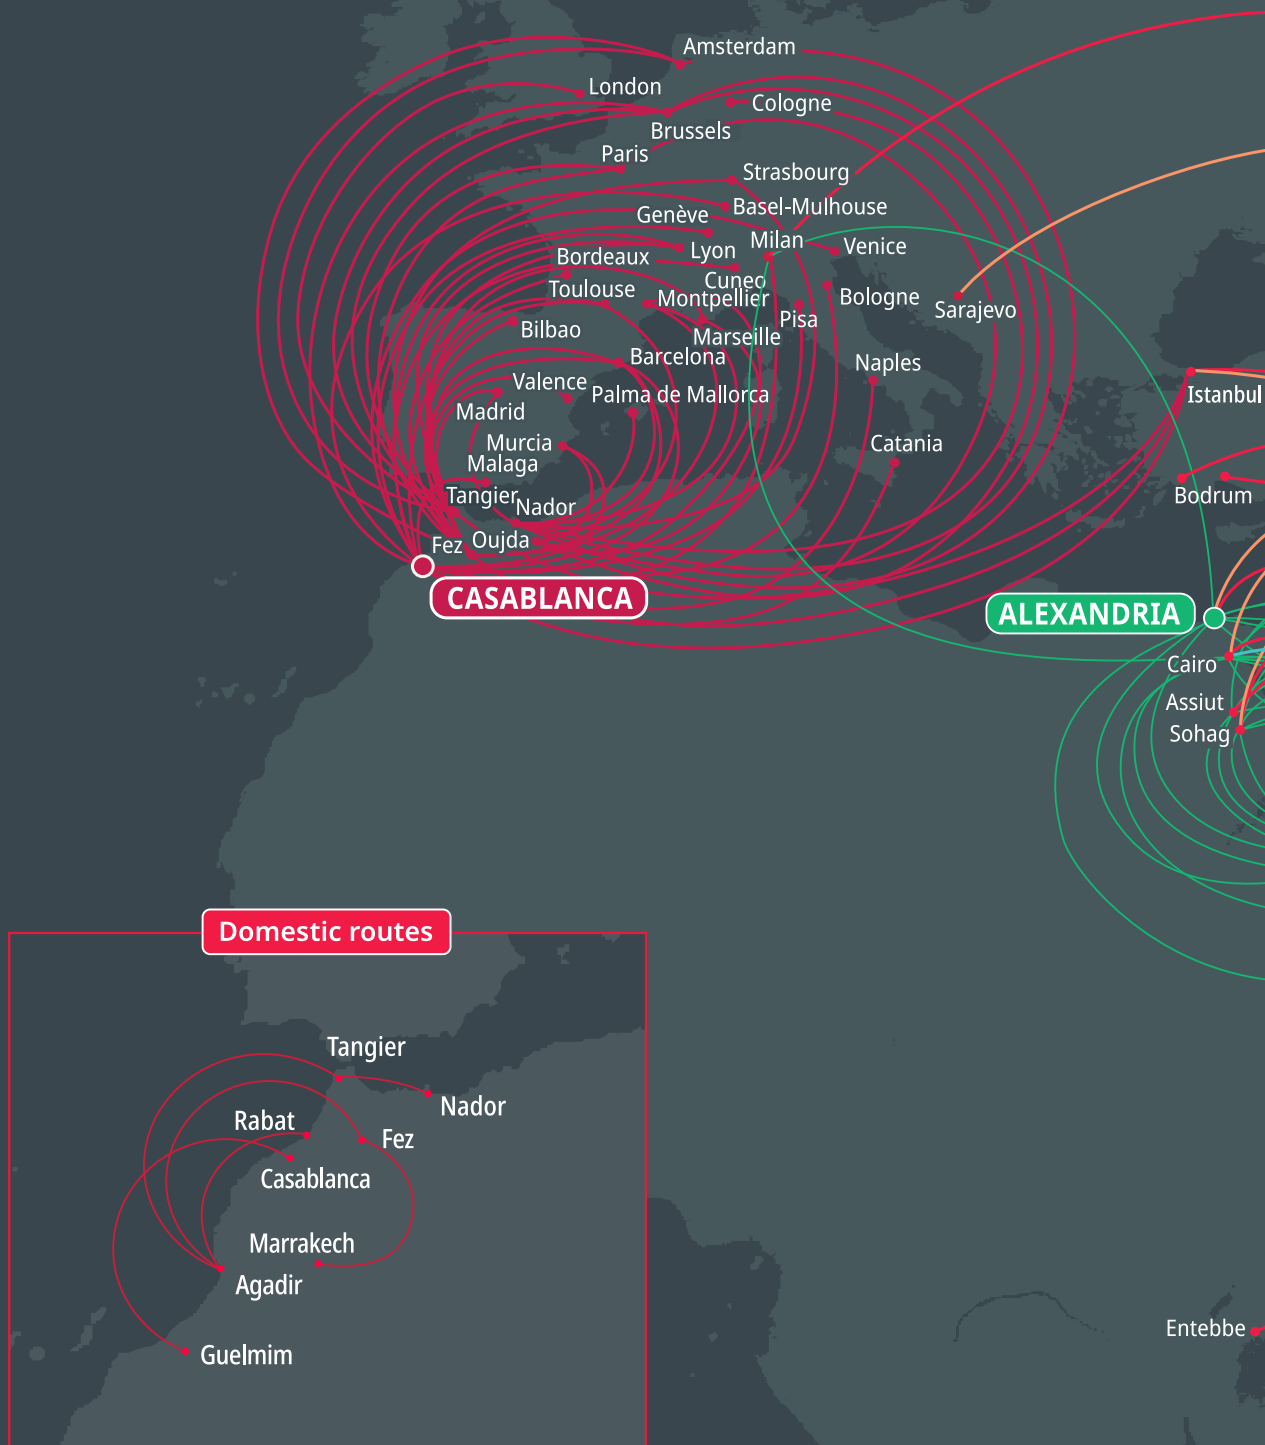 Amsterdam
London
Cologne
Brussels
Paris
Strasbourg
Basel-Mulhouse
Genève
Milan
Venice
Lyon
Bordeaux
Cuneo
Toulouse
Montpellier
Bologne
Sarajevo
Pisa
Bilbao
Marseille
Barcelona
Naples
Valence
Palma de Mallorca
Istanbul
Madrid
Murcia
Catania
Malaga
Tangier
Nador
Bodrum
Fez
Oujda
CASABLANCA
ALEXANDRIA
Cairo
Assiut
Sohag
Domestic routes
Tangier
Nador
Rabat
Fez
Casablanca
Marrakech
Agadir
Guelmim
Entebbe